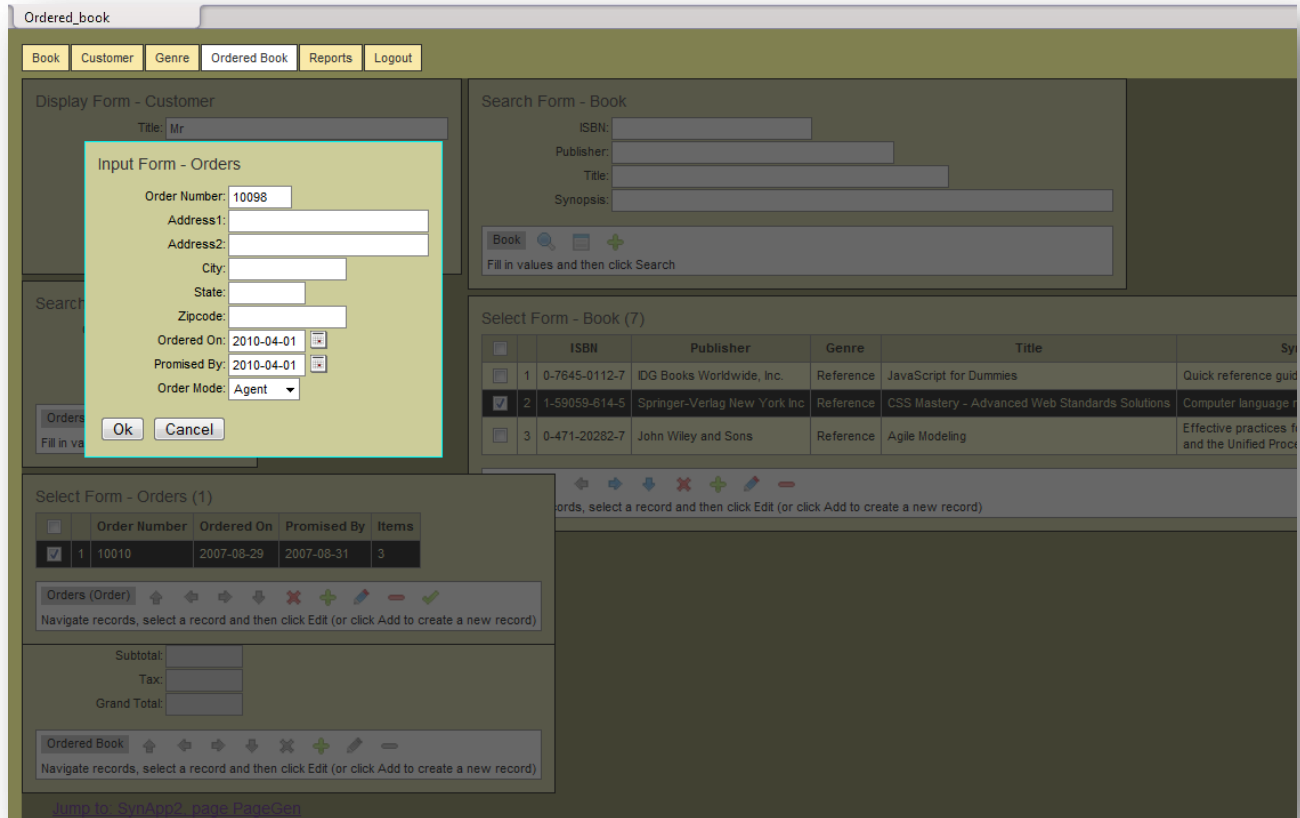 Ordered_book
Book Customer Genre Ordered Book Reports Logout
Display Form - Customer
Title: Mr
Input Form - Orders
Order Number: 10098
Address1:
Address2:
City:
State:
Zipcode:
Ordered On: 2010-04-01
Promised By: 2010-04-01
Order Mode: Agent
Ok Cancel
Search
Orders
Fill in va
Search Form - Book
ISBN:
Publisher:
Title:
Synopsis:
Book
Fill in values and then click Search
Select Form - Book (7)
ISBN Publisher Genre Title Sy
1 0-7645-0112-7 IDG Books Worldwide, Inc. Reference JavaScript for Dummies Quick reference guid
2 1-59059-614-5 Springer-Verlag New York Inc Reference CSS Mastery - Advanced Web Standards Solutions Computer language r
3 0-471-20282-7 John Wiley and Sons Reference Agile Modeling Effective practices f
and the Unified Proce
ords, select a record and then click Edit (or click Add to create a new record)
Select Form - Orders (1)
Order Number Ordered On Promised By Items
1 10010 2007-08-29 2007-08-31 3
Orders (Order)
Navigate records, select a record and then click Edit (or click Add to create a new record)
Subtotal:
Tax:
Grand Total:
Ordered Book
Navigate records, select a record and then click Edit (or click Add to create a new record)
Jump to: SynApp2, page PageGen